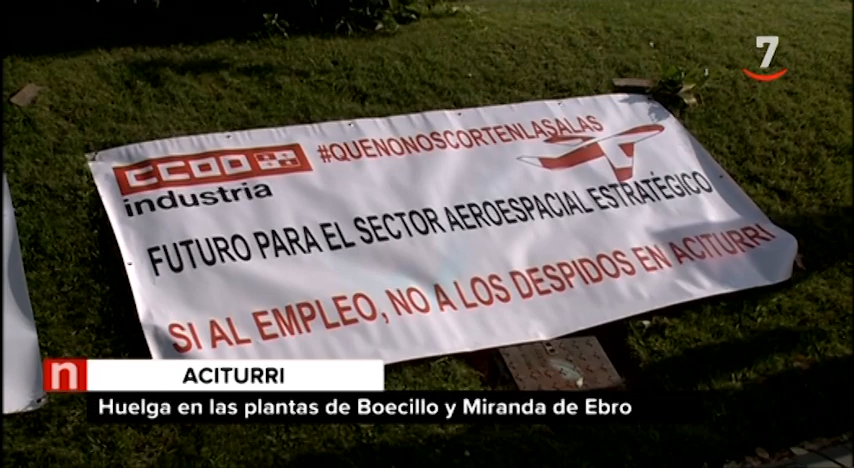 7
CCOO
industria
#QUENONOSCORTENLASALAS
FUTURO PARA EL SECTOR AEROESPACIAL ESTRATÉGICO
SI AL EMPLEO, NO A LOS DESPIDOS EN ACITURRI
n
ACITURRI
Huelga en las plantas de Boecillo y Miranda de Ebro